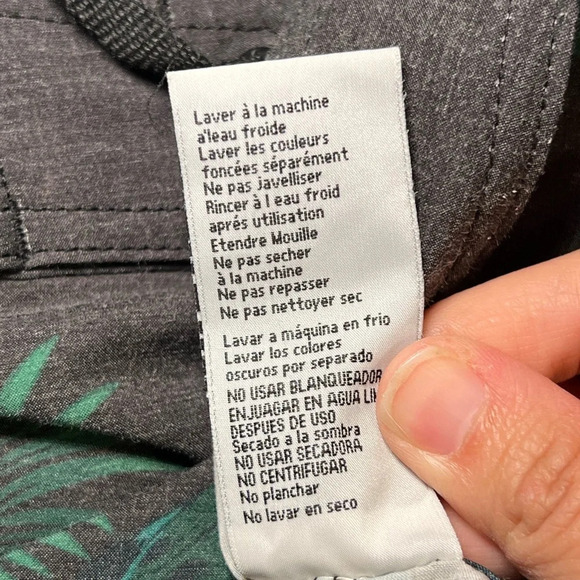 Laver à la machine
a'leau froide
Laver les couleurs
foncées séparément
Ne pas javelliser
Rincer à l eau froid
aprés utilisation
Etendre Mouille
Ne pas secher
à la machine
Ne pas repasser
Ne pas nettoyer sec
Lavar a máquina en frio
Lavar los colores
oscuros por separado
NO USAR BLANQUEADOR
ENJUAGAR EN AGUA
DESPUES DE USO
Secado a la sombra
NO USAR SECADORA
NO CENTRIFUGAR
No planchar
No lavar en seco